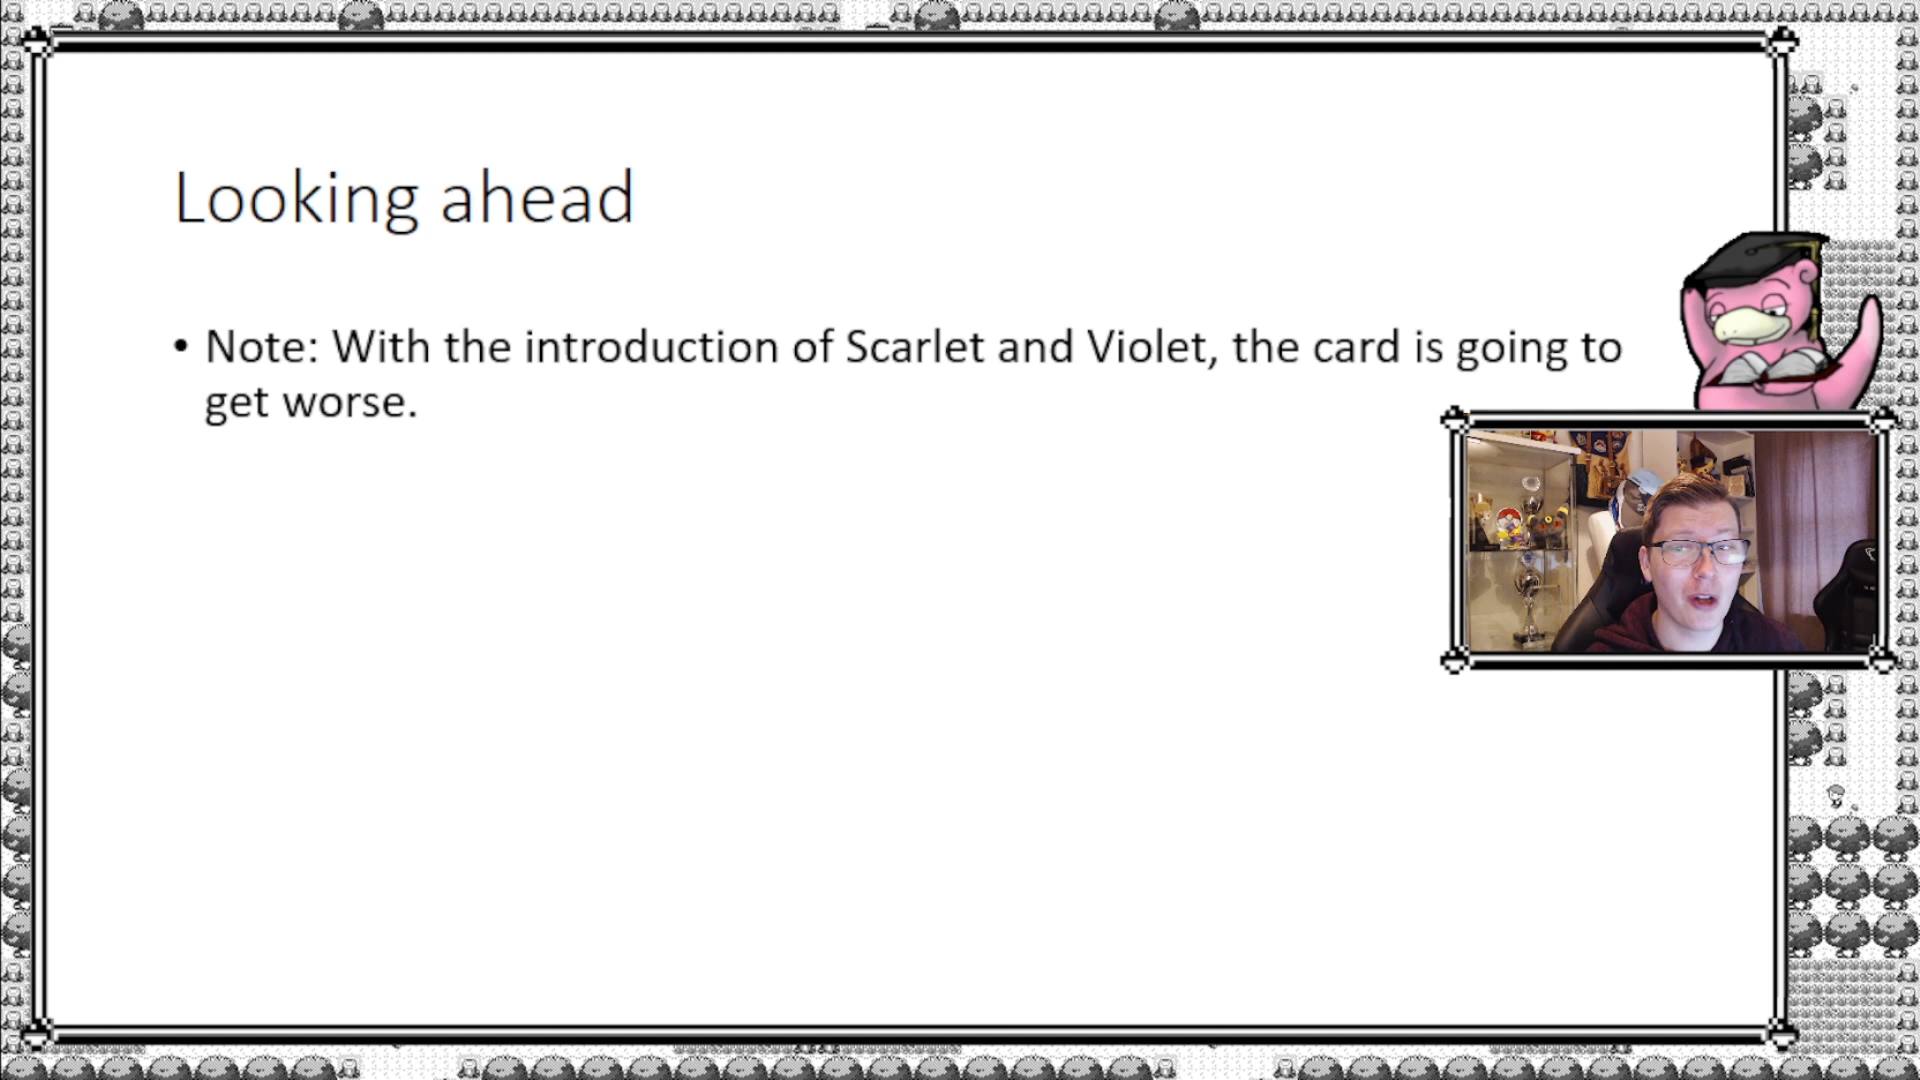 Looking ahead
• Note: With the introduction of Scarlet and Violet, the card is going to
get worse.